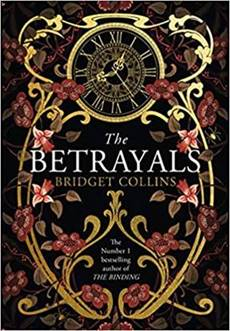 The
BETRAYALS
BRIDGET COLLINS
The
Number 1
bestselling
author of
THE BINDING